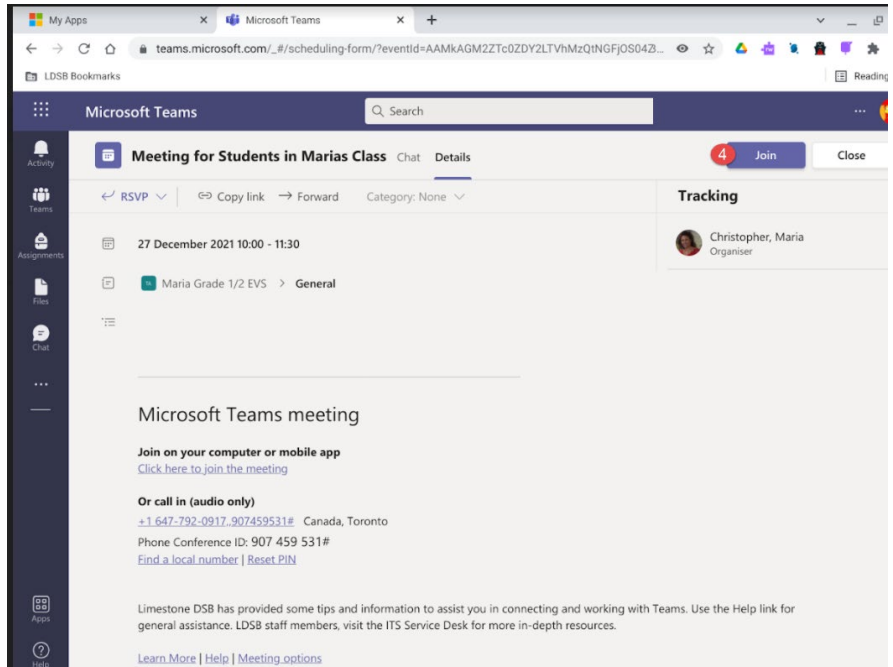 My Apps
Microsoft Teams
teams.microsoft.com/_#/scheduling-form/?eventId=AAMkAGM2ZTc0ZDY2LTVhMzQtNGFjOS04Zl...
LDSB Bookmarks
Reading
Microsoft Teams
Search
Activity
Teams
Assignments
Files
Chat
Apps
Help
Meeting for Students in Marias Class Chat Details
4 Join Close
RSVP Copy link Forward Category: None
Tracking
Christopher, Maria
Organiser
27 December 2021 10:00 - 11:30
Maria Grade 1/2 EVS > General
Microsoft Teams meeting
Join on your computer or mobile app
Click here to join the meeting
Or call in (audio only)
+1 647-792-0917,,907459531# Canada, Toronto
Phone Conference ID: 907 459 531#
Find a local number | Reset PIN
Limestone DSB has provided some tips and information to assist you in connecting and working with Teams. Use the Help link for
general assistance. LDSB staff members, visit the ITS Service Desk for more in-depth resources.
Learn More | Help | Meeting options